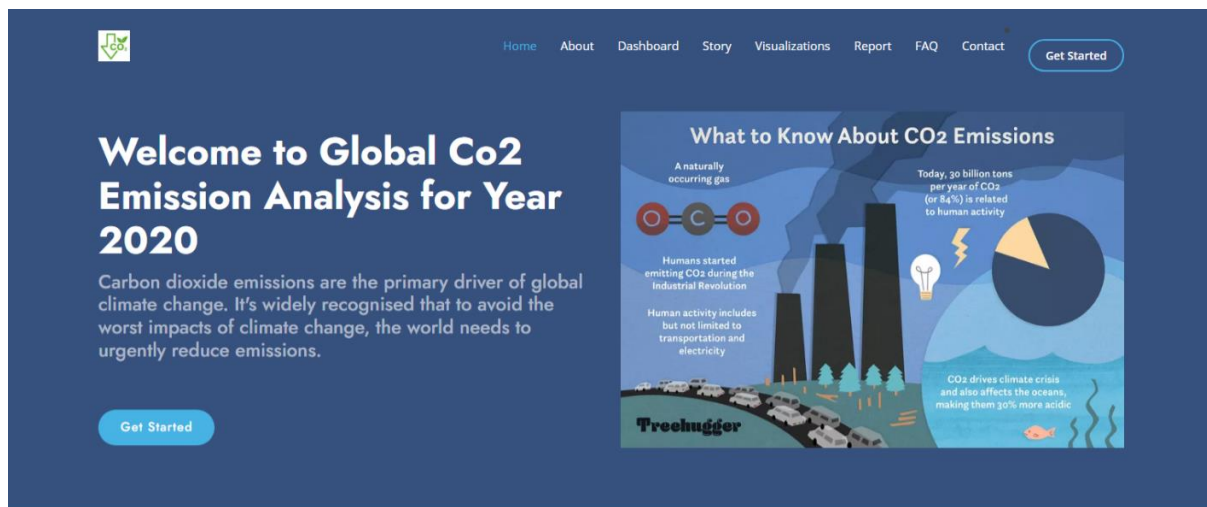 CO₂
Home About Dashboard Story Visualizations Report FAQ Contact Get Started
Welcome to Global Co2
Emission Analysis for Year
2020
Carbon dioxide emissions are the primary driver of global
climate change. It's widely recognised that to avoid the
worst impacts of climate change, the world needs to
urgently reduce emissions.
Get Started
What to Know About CO2 Emissions
A naturally
occurring gas
O=C=O
Humans started
emitting CO2 during the
Industrial Revolution
Human activity includes
but not limited to
transportation and
electricity
Today, 30 billion tons
per year of CO2
(or 84%) is related
to human activity
CO2 drives climate crisis
and also affects the oceans,
making them 30% more acidic
Treehugger